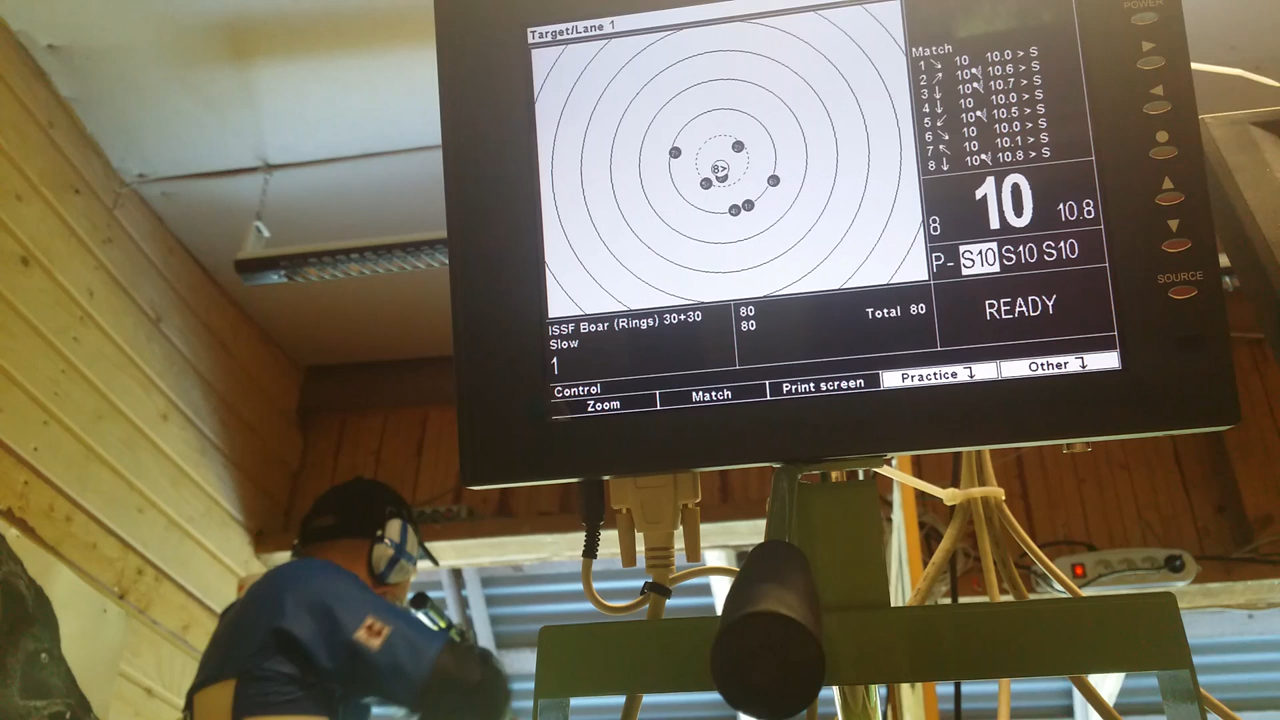 Target/Lane 1
Match
1 ↘ 10 10.0 > S
2 ↗ 10* 10.6 > S
3 ↓ 10* 10.7 > S
4 ↓ 10 10.0 > S
5 ↙ 10* 10.5 > S
6 ↘ 10 10.0 > S
7 ↖ 10 10.1 > S
8 ↓ 10* 10.8 > S
8>
8 10 10.8
P- S10 S10 S10
READY
ISSF Boar (Rings) 30+30
Slow
1
80
80
Total 80
Control
Zoom
Match
Print screen
Practice
Other
POWER
SOURCE